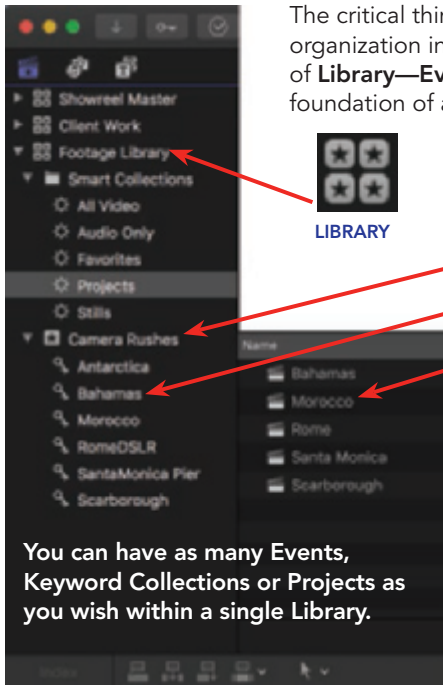 The critical thi
organization in
of Library—Ev
foundation of a
Showreel Master
Client Work
Footage Library
Smart Collections
All Video
Audio Only
Favorites
Projects
Stills
Camera Rushes
Antarctica
Bahamas
Morocco
RomeDSLR
SantaMonica Pier
Scarborough
LIBRARY
Name
Bahamas
Morocco
Rome
Santa Monica
Scarborough
You can have as many Events,
Keyword Collections or Projects as
you wish within a single Library.
Index